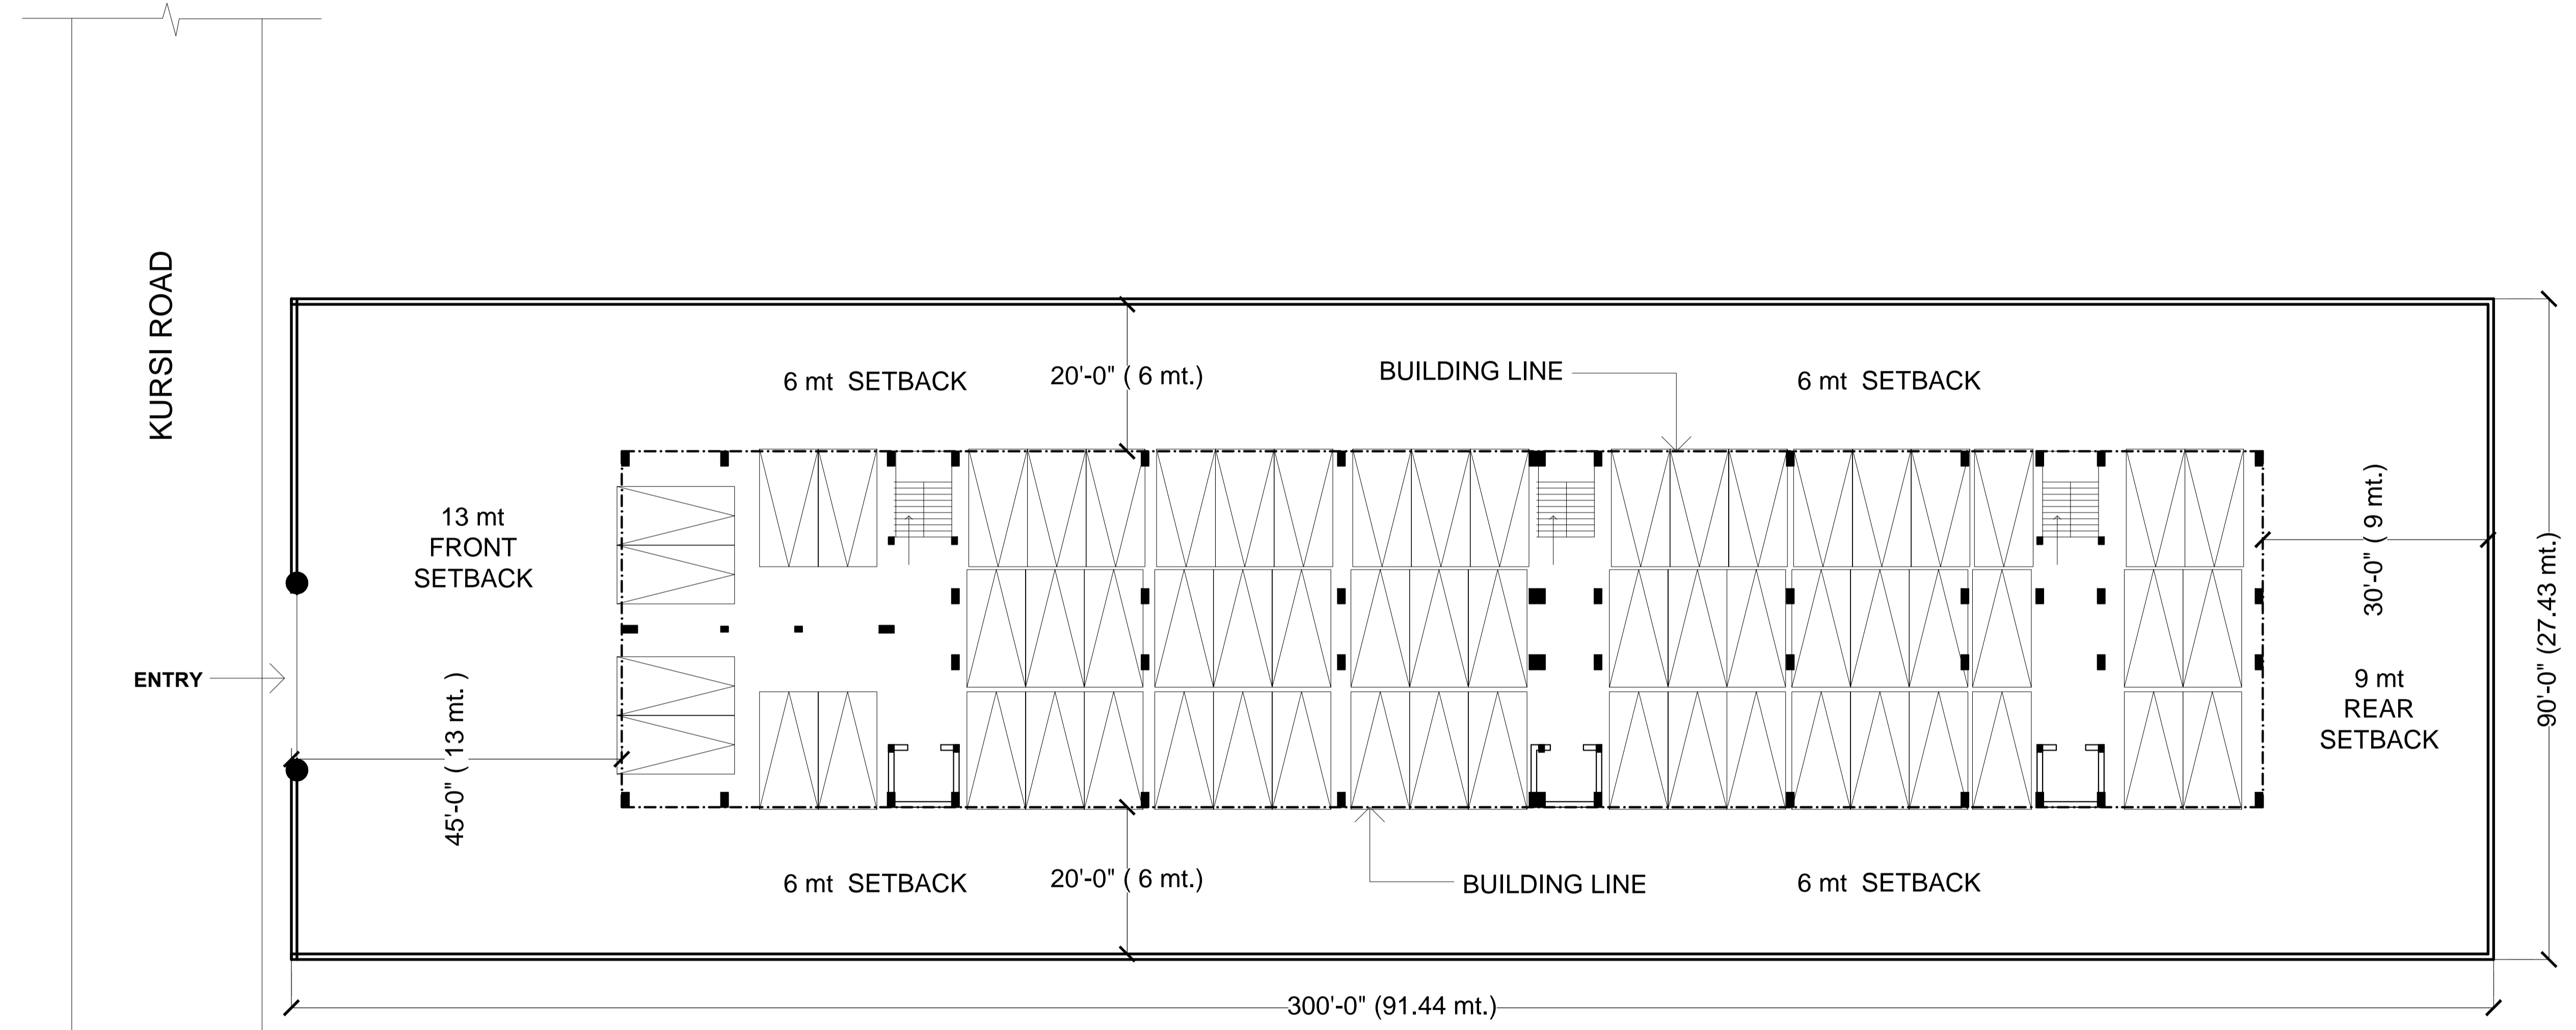 KURSI ROAD
6 mt  SETBACK
20'-0" ( 6 mt.)
BUILDING LINE
6 mt  SETBACK
13 mt
FRONT
SETBACK
30'-0" ( 9 mt.)
90'-0" (27.43 mt.)
ENTRY
45'-0" ( 13 mt. )
9 mt
REAR
SETBACK
6 mt  SETBACK
20'-0" ( 6 mt.)
BUILDING LINE
6 mt  SETBACK
300'-0" (91.44 mt.)